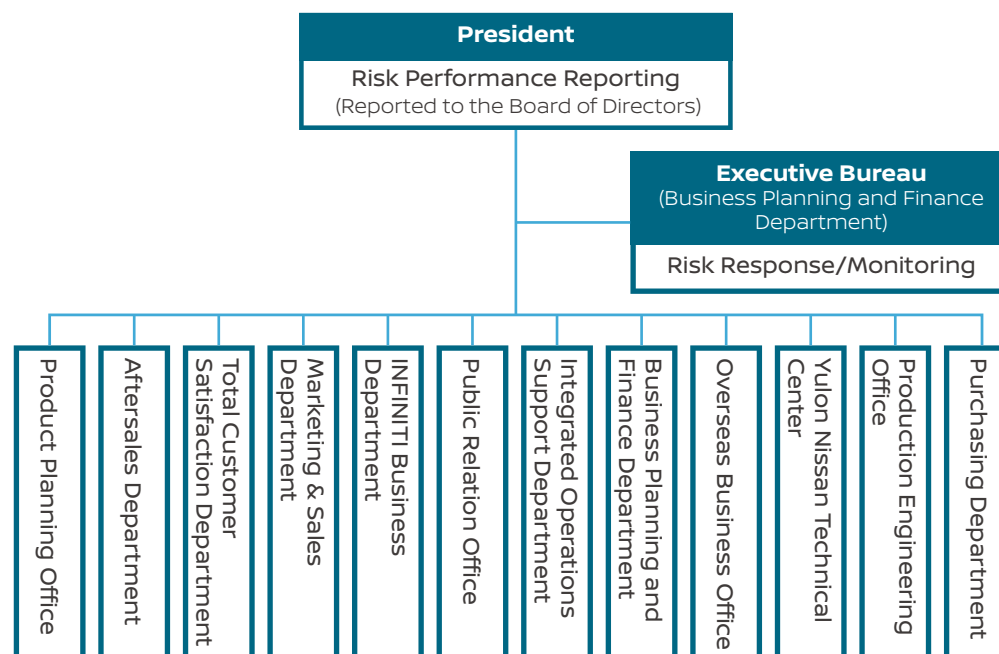 President
Risk Performance Reporting
(Reported to the Board of Directors)
Executive Bureau
(Business Planning and Finance
Department)
Risk Response/Monitoring
Product Planning Office
Aftersales Department
Total Customer
Satisfaction Department
Marketing & Sales
Department
INFINITI Business
Department
Public Relation Office
Integrated Operations
Support Department
Business Planning and
Finance Department
Overseas Business Office
Yulon Nissan Technical
Center
Production Engineering
Office
Purchasing Department